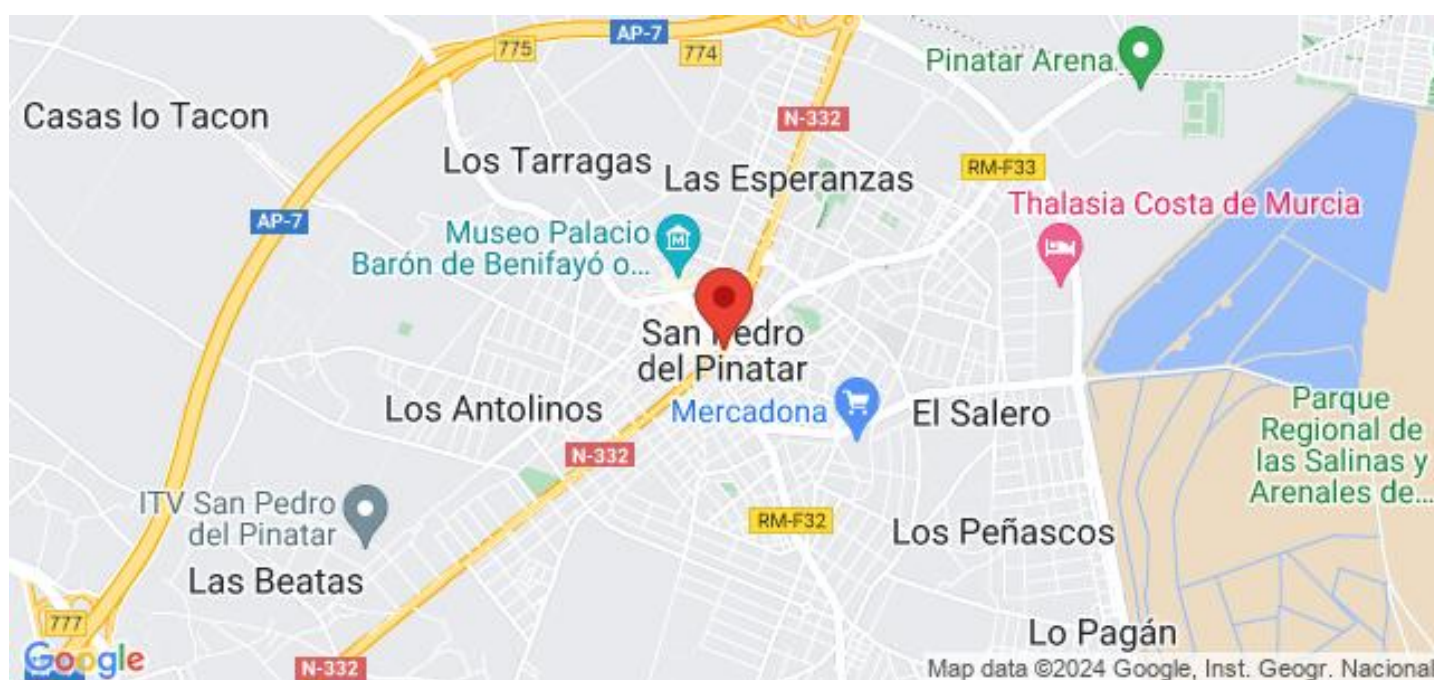 AP-7
775
774
Pinatar Arena
Casas lo Tacon
N-332
Los Tarragas
Las Esperanzas
RM-F33
Thalasia Costa de Murcia
AP-7
Museo Palacio
Barón de Benifayó o...
San Pedro
del Pinatar
Los Antolinos
Mercadona
El Salero
Parque
Regional de
las Salinas y
Arenales de...
N-332
ITV San Pedro
del Pinatar
RM-F32
Los Peñascos
Las Beatas
777
Lo Pagán
Google
N-332
Map data ©2024 Google, Inst. Geogr. Nacional